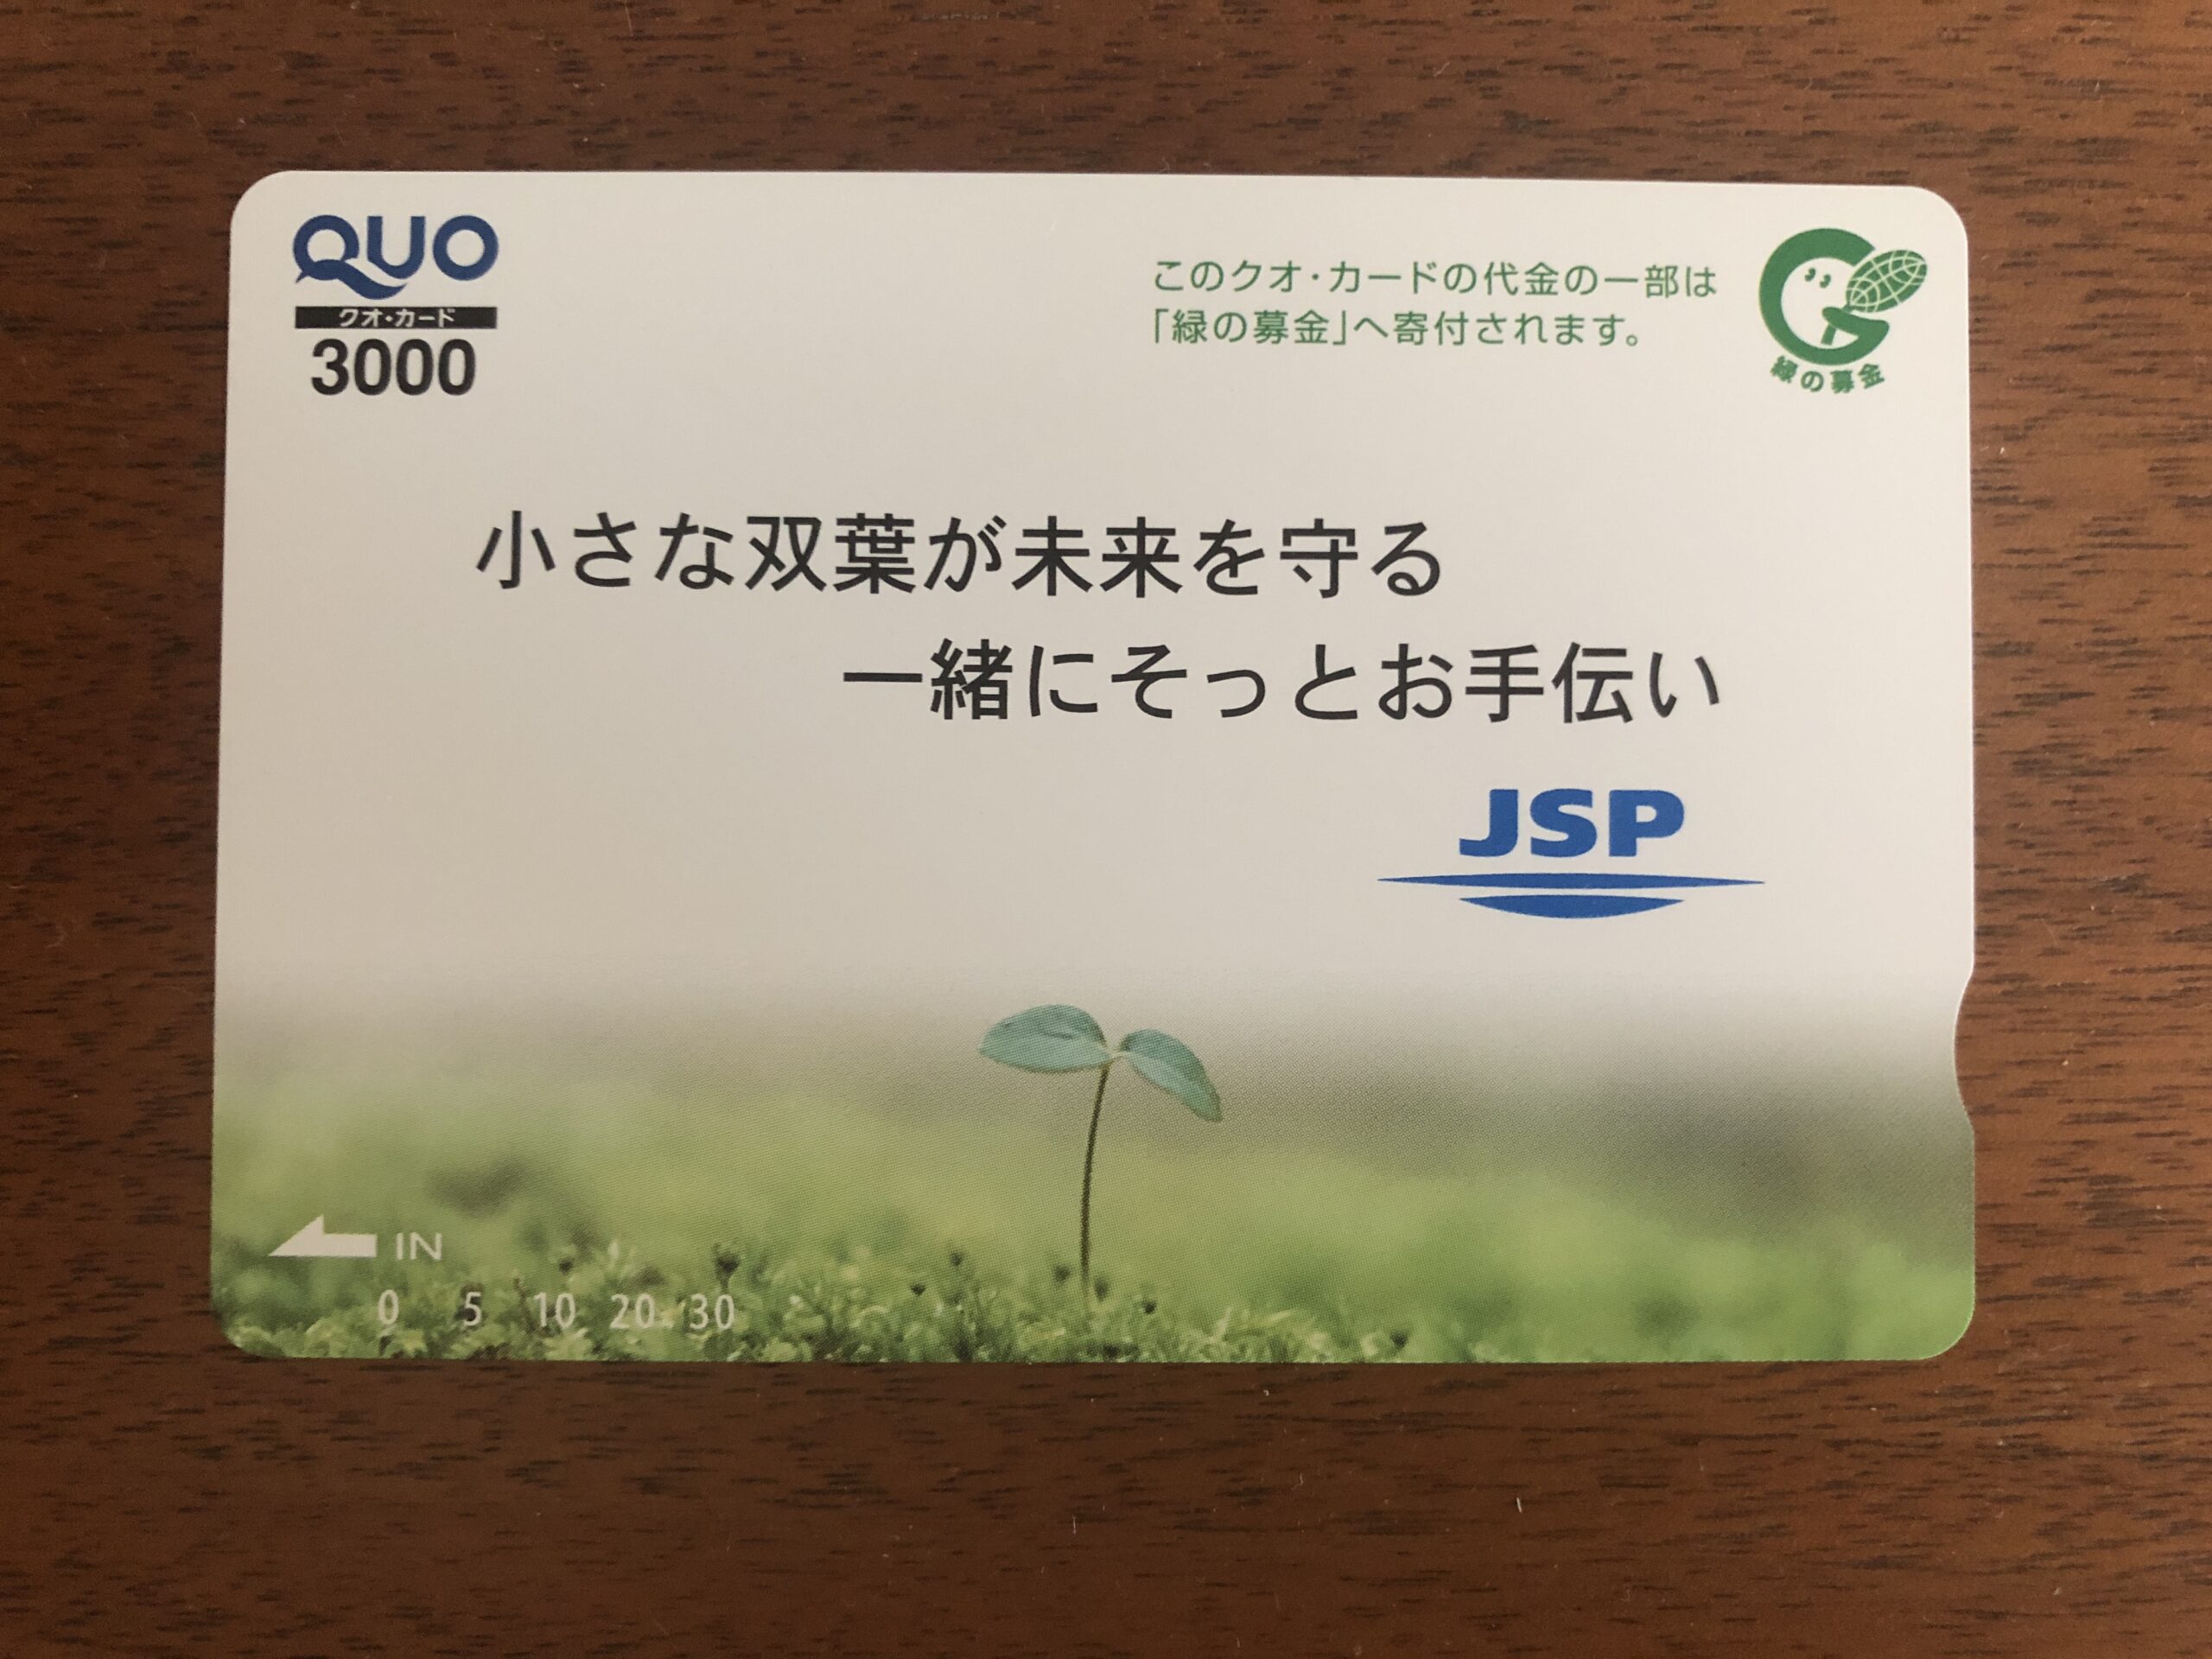 QUO
クオ・カード
3000
このクオ・カードの代金の一部は
「緑の募金」へ寄付されます。
緑の募金
小さな双葉が未来を守る
一緒にそっとお手伝い
JSP
IN
0 5 10 20 30